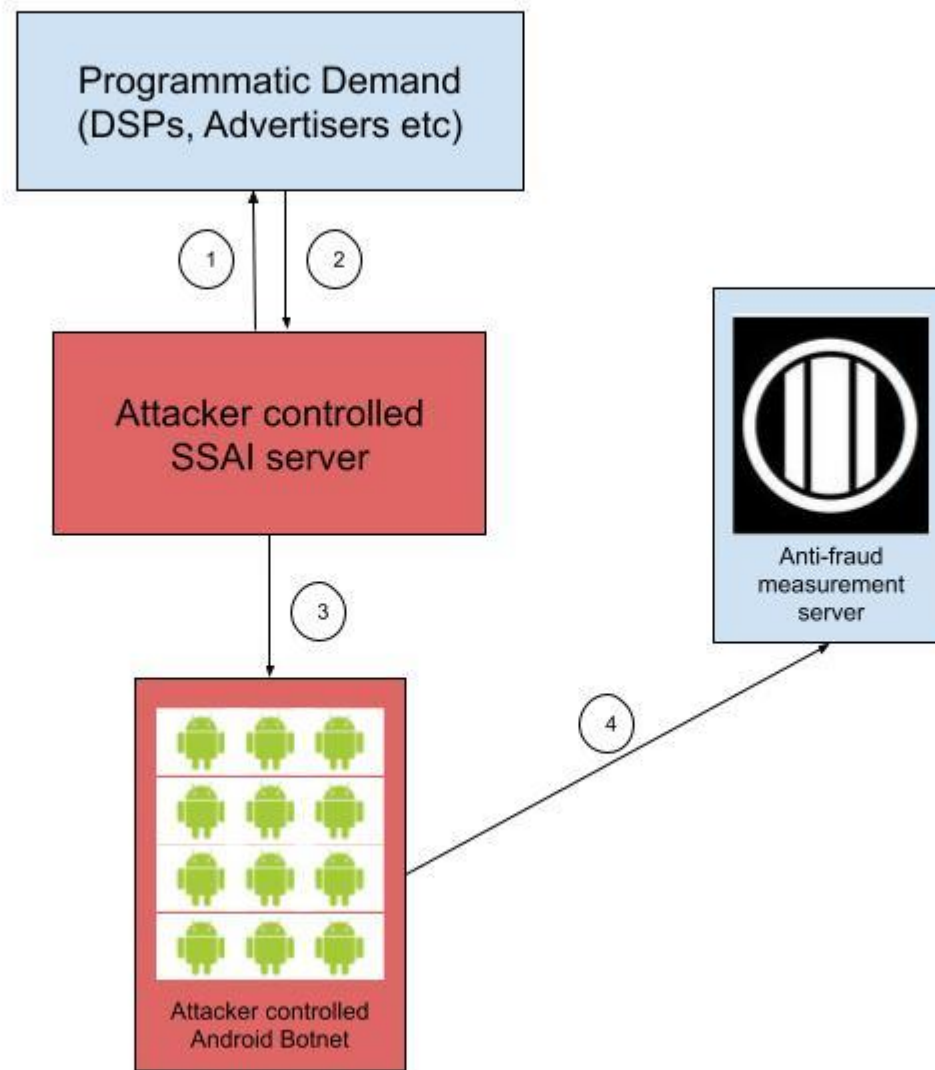 Programmatic Demand
(DSPs, Advertisers etc)
1
2
Attacker controlled
SSAI server
Anti-fraud
measurement
server
3
4
Attacker controlled
Android Botnet